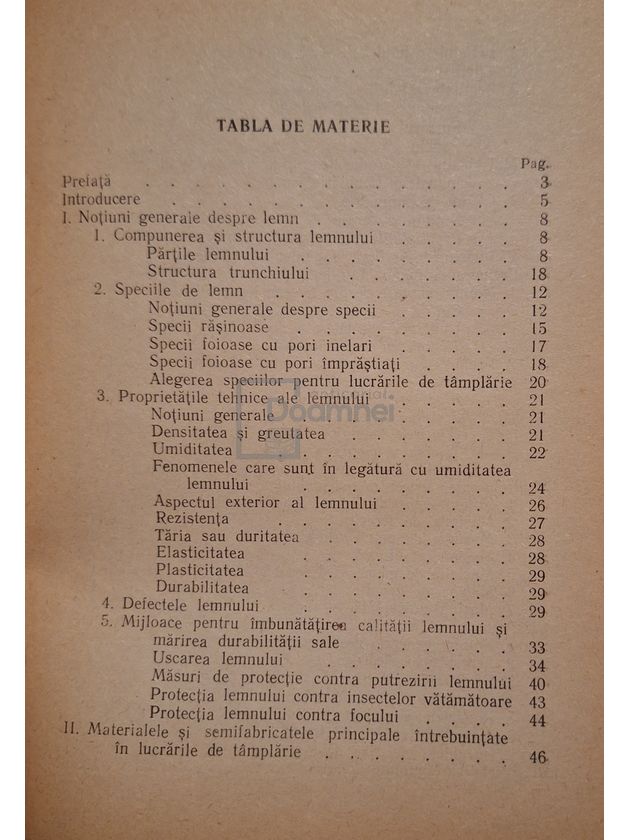 TABLA DE MATERIE
Pag.
Prefață . . . . . . . . . . . . . . 3
Introducere . . . . . . . . . . . . . 5
I. Noțiuni generale despre lemn . . . . . . . . 8
1. Compunerea și structura lemnului . . . . . 8
Părțile lemnului . . . . . . . . . 8
Structura trunchiului . . . . . . . 18
2. Speciile de lemn . . . . . . . . . . 12
Noțiuni generale despre specii . . . . . 12
Specii rășinoase . . . . . . . . . 15
Specii foioase cu pori inelari . . . . . 17
Specii foioase cu pori împrăștiați . . . . 18
Alegerea speciilor pentru lucrările de tâmplărie 20
3. Proprietățile tehnice ale lemnului . . . . . 21
Noțiuni generale . . . . . . . . . 21
Densitatea și greutatea . . . . . . . 21
Umiditatea . . . . . . . . . . 22
Fenomenele care sunt în legătură cu umiditatea
lemnului . . . . . . . . 24
Aspectul exterior al lemnului . . . . . 26
Rezistența . . . . . . . . . 27
Tăria sau duritatea . . . . . . . 28
Elasticitatea . . . . . . . . 28
Plasticitatea . . . . . . . . 29
Durabilitatea . . . . . . . . 29
4. Defectele lemnului . . . . . . . . . 29
5. Mijloace pentru îmbunătățirea calității lemnului și
mărirea durabilității sale . . . . . . 33
Uscarea lemnului . . . . . . . . 34
Măsuri de protecție contra putrezirii lemnului 40
Protecția lemnului contra insectelor vătămătoare 43
Protecția lemnului contra focului . . . . 44
II. Materialele și semifabricatele principale întrebuințate
în lucrările de tâmplărie . . . . . . . . 46
Doamnei